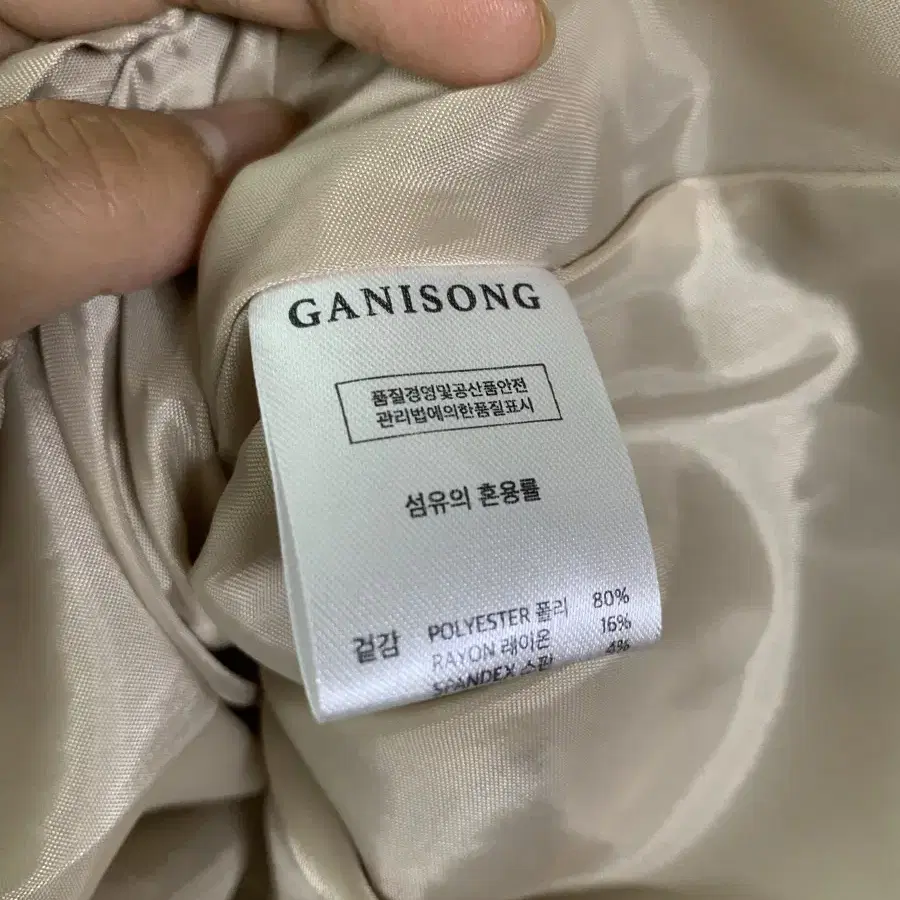 GANISONG
품질경영및공산품안전
관리법에의한품질표시
섬유의 혼용률
겉감 POLYESTER 폴리 80%
RAYON 레이온 16%
SPANDEX 스판 4%